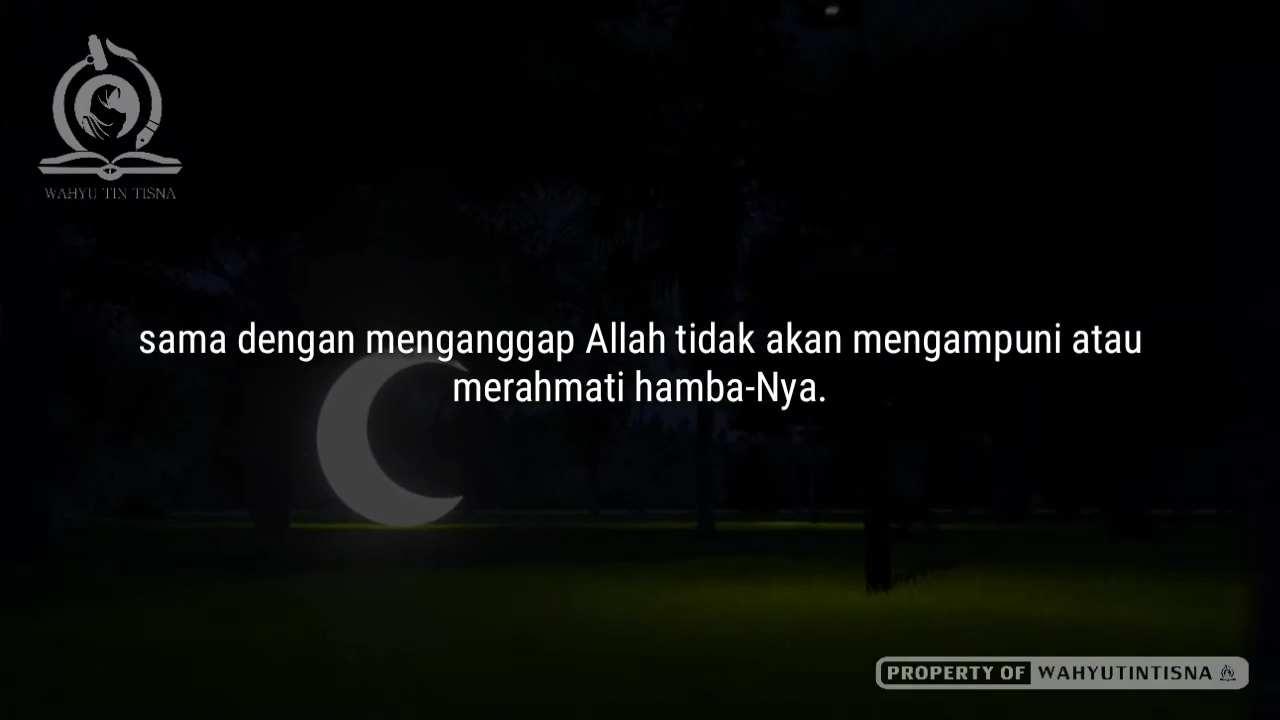 WAHYU TIN TISNA
sama dengan menganggap Allah tidak akan mengampuni atau
merahmati hamba-Nya.
PROPERTY OF WAHYUTINTISNA